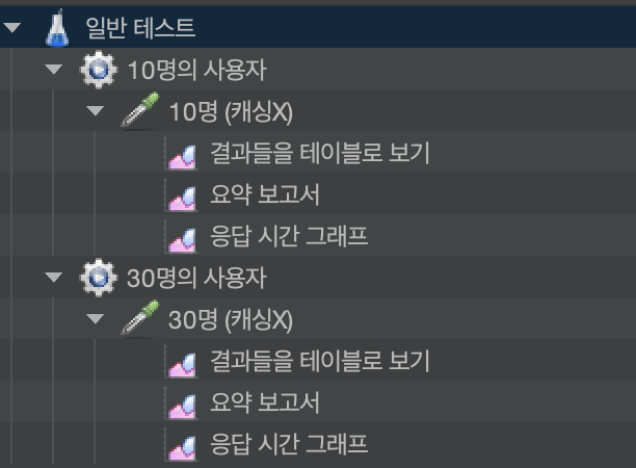 일반 테스트
10명의 사용자
10명 (캐싱X)
결과들을 테이블로 보기
요약 보고서
응답 시간 그래프
30명의 사용자
30명 (캐싱X)
결과들을 테이블로 보기
요약 보고서
응답 시간 그래프